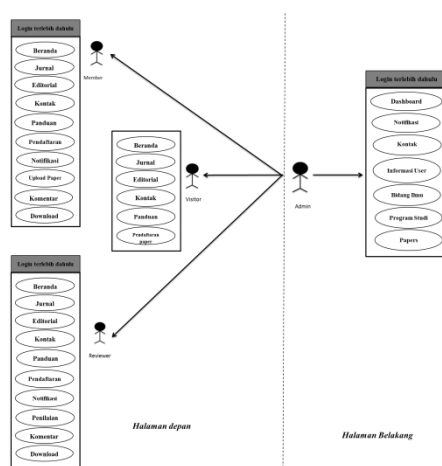 Login terlebih dahulu
Beranda
Jurnal
Editorial
Kontak
Panduan
Pendaftaran
Notifikasi
Upload Paper
Komentar
Download
Member
Beranda
Jurnal
Editorial
Kontak
Panduan
Pendaftaran
paper
Visitor
Admin
Login terlebih dahulu
Dashboard
Notifikasi
Kontak
Informasi User
Bidang Ilmu
Program Studi
Papers
Login terlebih dahulu
Beranda
Jurnal
Editorial
Kontak
Panduan
Pendaftaran
Notifikasi
Penilaian
Komentar
Download
Reviewer
Halaman depan
Halaman Belakang